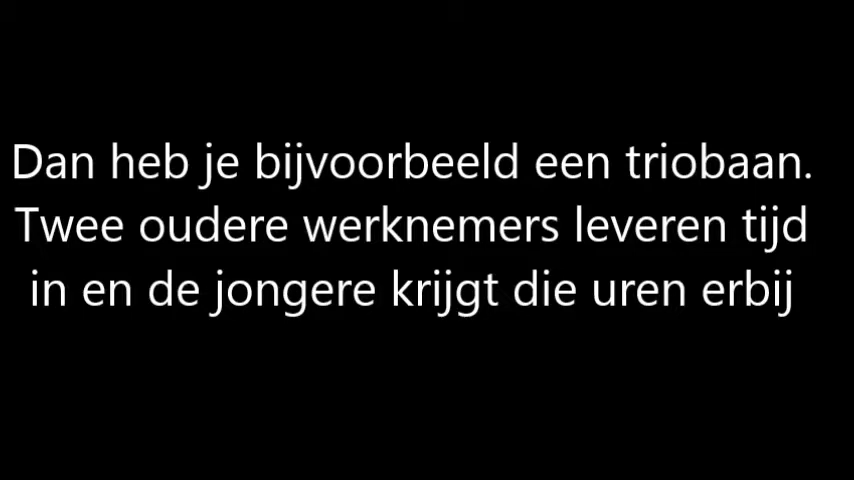 Dan heb je bijvoorbeeld een triobaan.
Twee oudere werknemers leveren tijd
in en de jongere krijgt die uren erbij